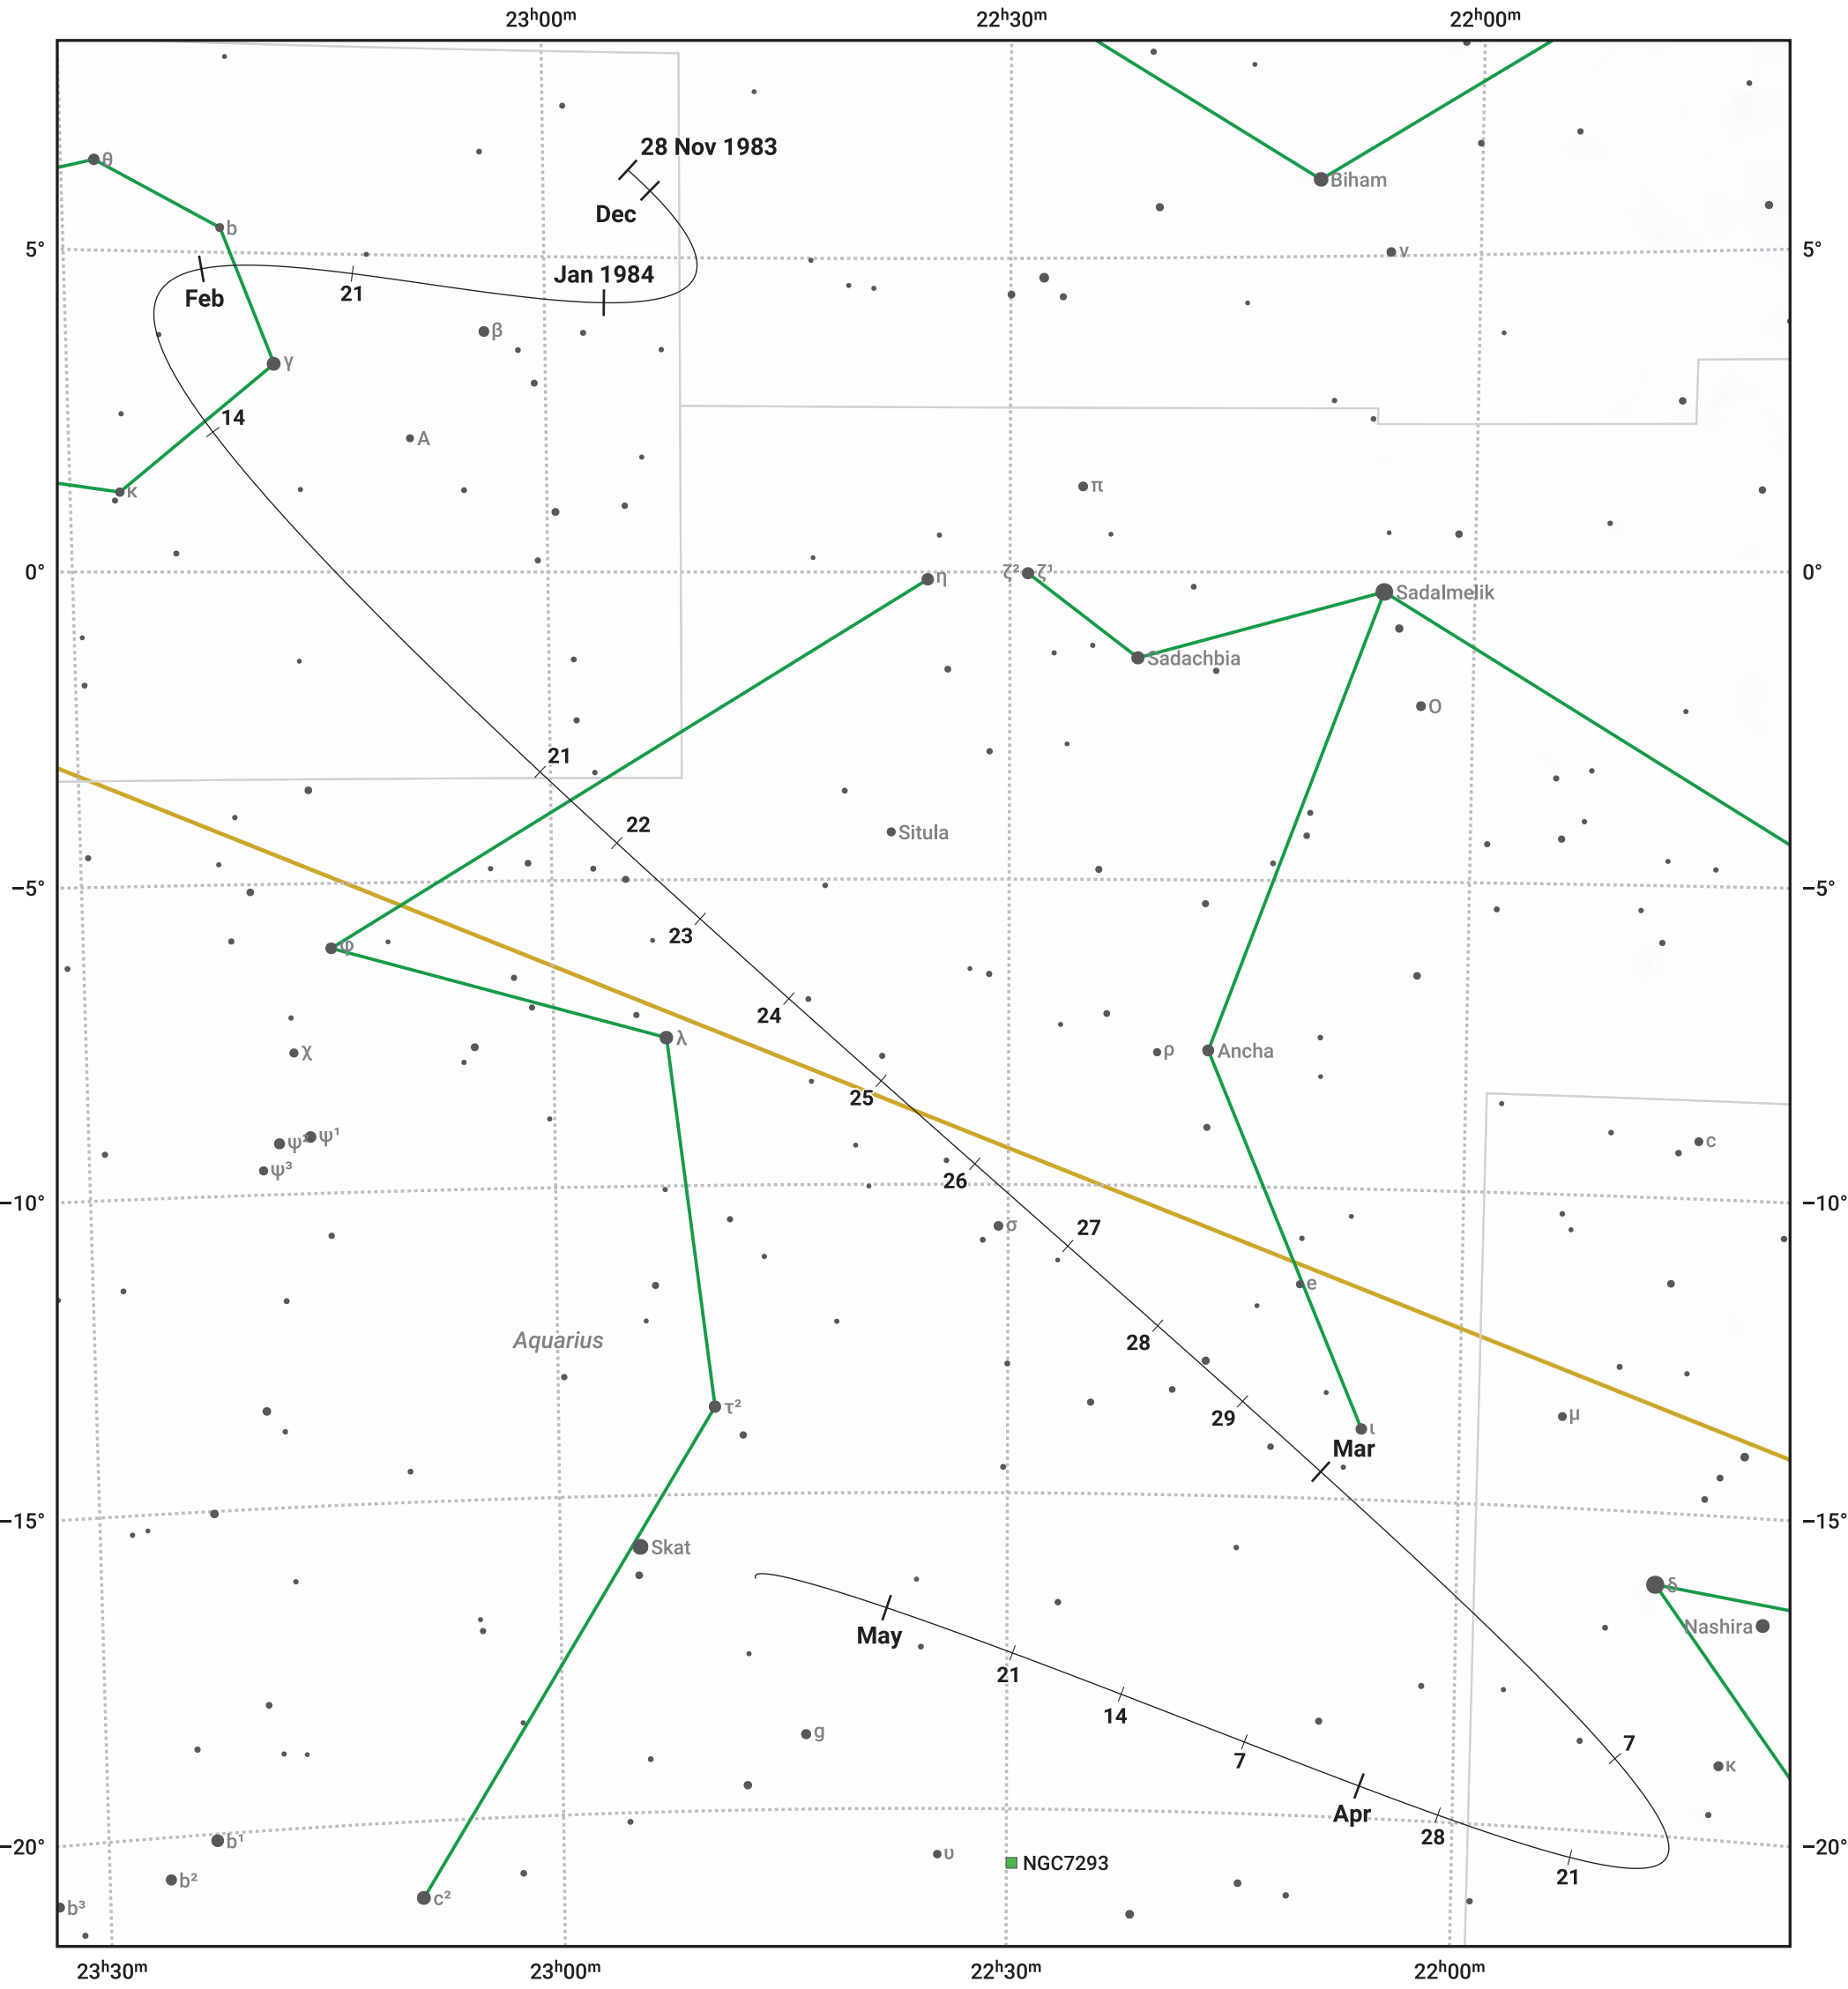 23ʰ00ᵐ 22ʰ30ᵐ 22ʰ00ᵐ
28 Nov 1983
θ
Biham
Dec
b
5° ν 5°
Jan 1984
21
Feb
β
γ
14
A
κ
π
0° η ζ² ζ¹ 0°
Sadalmelik
Sadachbia
ο
21
22
Situla
−5° −5°
23
φ
24
λ
χ ρ Ancha
25
ψ² ψ¹ c
ψ³
26
−10° −10°
σ 27
e
Aquarius 28
τ² 29 μ
ι
Mar
−15° −15°
Skat
δ
May Nashira
21
14
g 7
7 κ
Apr
28
−20° b¹ −20°
υ NGC7293
21
b²
c²
b³
23ʰ30ᵐ 23ʰ00ᵐ 22ʰ30ᵐ 22ʰ00ᵐ